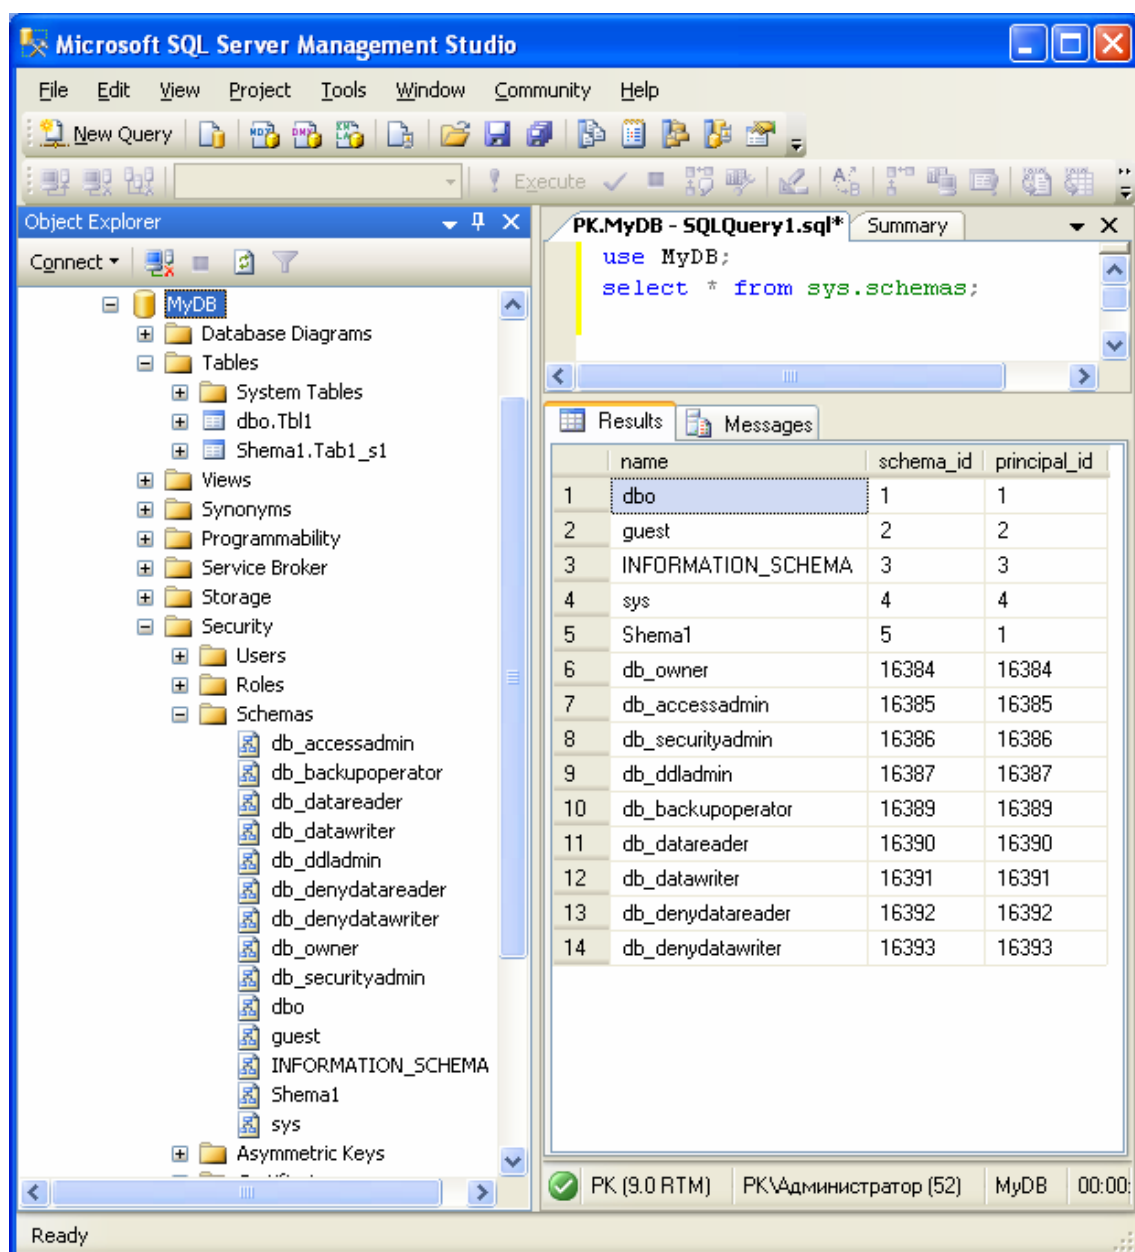 Microsoft SQL Server Management Studio
File Edit View Project Tools Window Community Help
New Query
Execute
Object Explorer
Connect
MyDB
Database Diagrams
Tables
System Tables
dbo.Tbl1
Shema1.Tab1_s1
Views
Synonyms
Programmability
Service Broker
Storage
Security
Users
Roles
Schemas
db_accessadmin
db_backupoperator
db_datareader
db_datawriter
db_ddladmin
db_denydatareader
db_denydatawriter
db_owner
db_securityadmin
dbo
guest
INFORMATION_SCHEMA
Shema1
sys
Asymmetric Keys
PK.MyDB - SQLQuery1.sql* Summary
use MyDB;
select * from sys.schemas;
Results Messages
name schema_id principal_id
1 dbo 1 1
2 guest 2 2
3 INFORMATION_SCHEMA 3 3
4 sys 4 4
5 Shema1 5 1
6 db_owner 16384 16384
7 db_accessadmin 16385 16385
8 db_securityadmin 16386 16386
9 db_ddladmin 16387 16387
10 db_backupoperator 16389 16389
11 db_datareader 16390 16390
12 db_datawriter 16391 16391
13 db_denydatareader 16392 16392
14 db_denydatawriter 16393 16393
PK (9.0 RTM) PK\Администратор (52) MyDB 00:00:
Ready